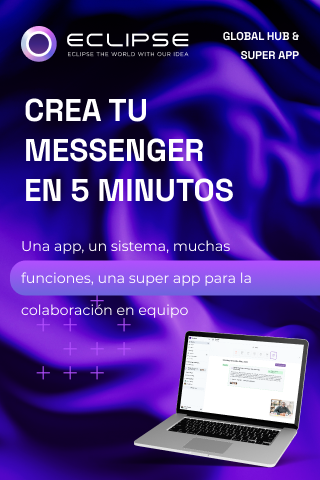 ECLIPSE
ECLIPSE THE WORLD WITH OUR IDEA
GLOBAL HUB &
SUPER APP
CREA TU
MESSENGER
EN 5 MINUTOS
Una app, un sistema, muchas
funciones, una super app para la
colaboración en equipo